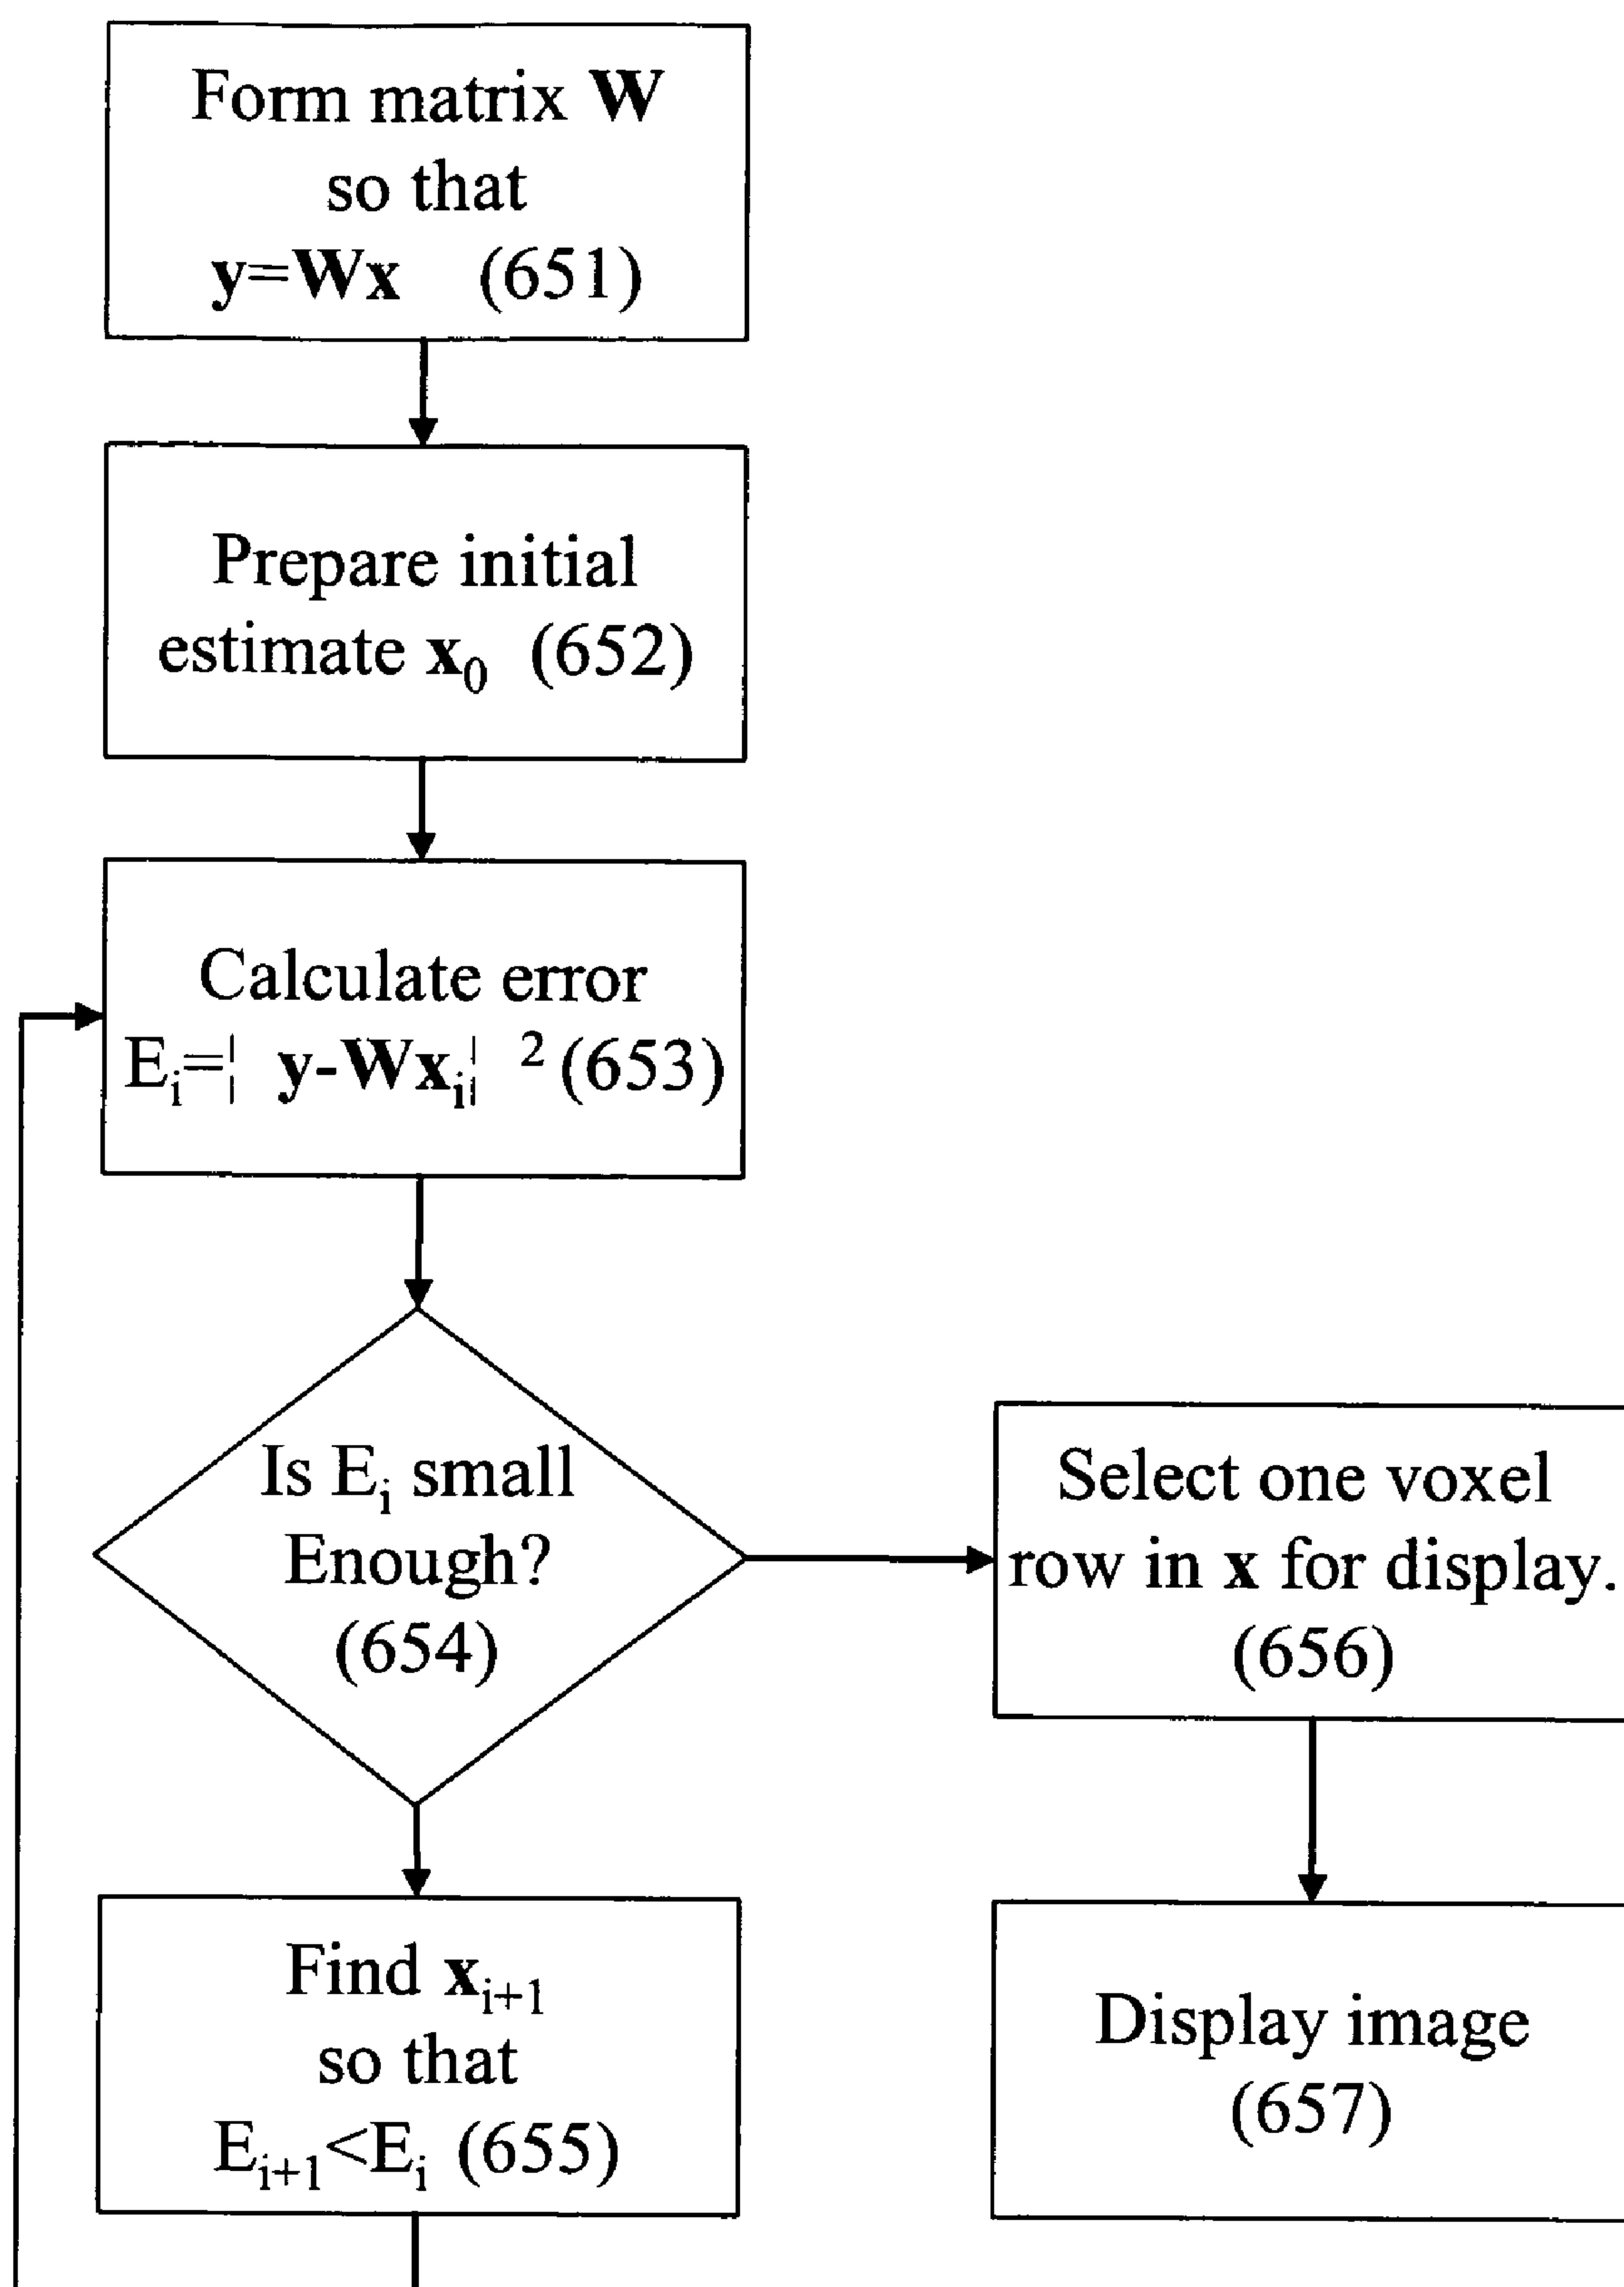 Form matrix W
so that
y=Wx (651)
Prepare initial
estimate x₀ (652)
Calculate error
Eᵢ=¦ y-Wxᵢ¦ ² (653)
Is Eᵢ small
Enough?
(654)
Select one voxel
row in x for display.
(656)
Find xᵢ₊₁
so that
Eᵢ₊₁<Eᵢ (655)
Display image
(657)